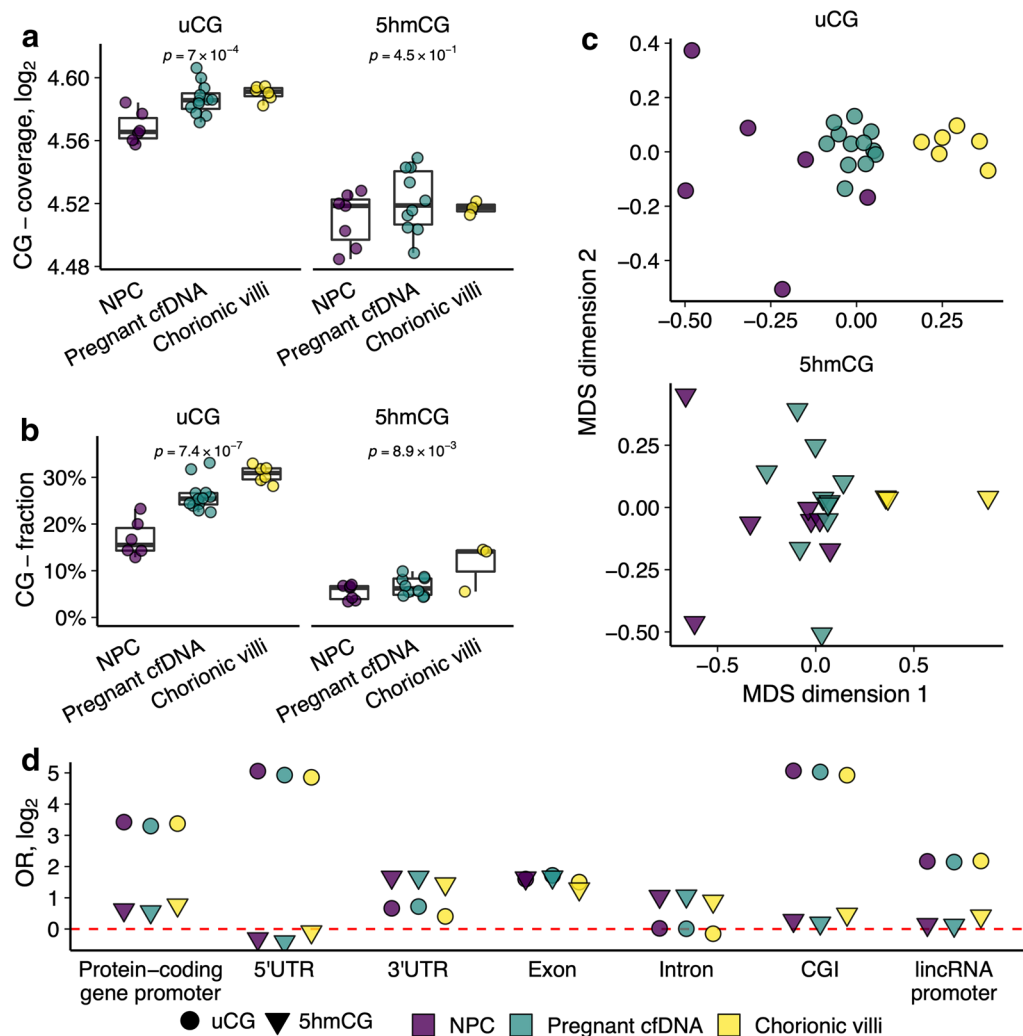 a
uCG
5hmCG
p = 7 × 10⁻⁴
p = 4.5 × 10⁻¹
CG − coverage, log₂
4.60
4.56
4.52
4.48
NPC
Pregnant cfDNA
Chorionic villi
NPC
Pregnant cfDNA
Chorionic villi
b
uCG
5hmCG
p = 7.4 × 10⁻⁷
p = 8.9 × 10⁻³
CG − fraction
30%
20%
10%
0%
NPC
Pregnant cfDNA
Chorionic villi
NPC
Pregnant cfDNA
Chorionic villi
c
uCG
0.4
0.2
0.0
−0.2
−0.4
−0.50
−0.25
0.00
0.25
MDS dimension 2
5hmCG
0.25
0.00
−0.25
−0.50
−0.5
0.0
0.5
MDS dimension 1
d
OR, log₂
5
4
3
2
1
0
Protein−coding
gene promoter
5'UTR
3'UTR
Exon
Intron
CGI
lincRNA
promoter
uCG
5hmCG
NPC
Pregnant cfDNA
Chorionic villi